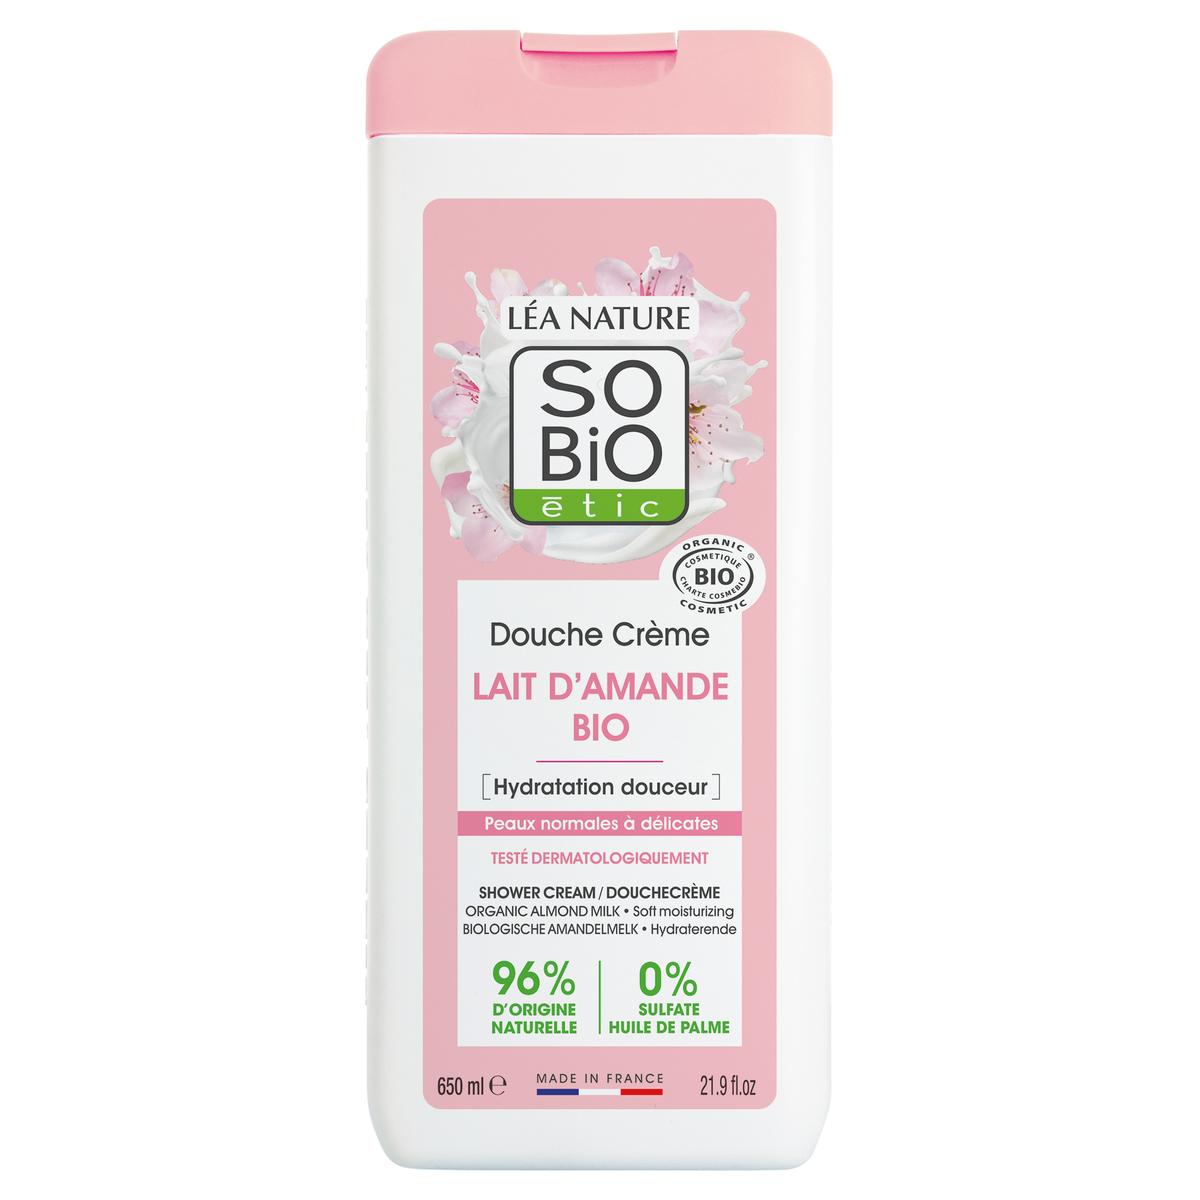 LÉA NATURE
SO
BiO
ētic
ORGANIC
COSMETIQUE
®
BIO
CHARTE COSMEBIO
COSMETIC
Douche Crème
LAIT D'AMANDE
BIO
[Hydratation douceur]
Peaux normales à délicates
TESTÉ DERMATOLOGIQUEMENT
SHOWER CREAM / DOUCHECRÈME
ORGANIC ALMOND MILK • Soft moisturizing
BIOLOGISCHE AMANDELMELK • Hydraterende
96%
D'ORIGINE
NATURELLE
0%
SULFATE
HUILE DE PALME
650 ml ℮
MADE IN FRANCE
21.9 fl.oz